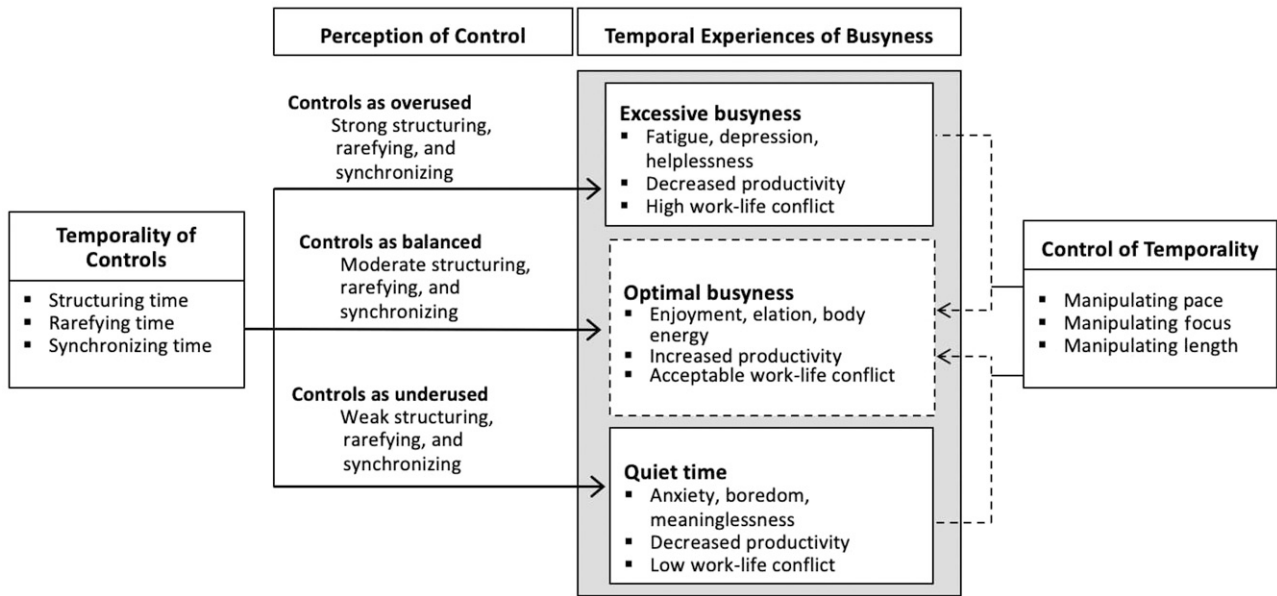 Perception of Control
Temporal Experiences of Busyness
Controls as overused
Strong structuring,
rarefying, and
synchronizing
Excessive busyness
▪ Fatigue, depression,
helplessness
▪ Decreased productivity
▪ High work-life conflict
Temporality of
Controls
▪ Structuring time
▪ Rarefying time
▪ Synchronizing time
Controls as balanced
Moderate structuring,
rarefying, and
synchronizing
Optimal busyness
▪ Enjoyment, elation, body
energy
▪ Increased productivity
▪ Acceptable work-life conflict
Control of Temporality
▪ Manipulating pace
▪ Manipulating focus
▪ Manipulating length
Controls as underused
Weak structuring,
rarefying, and
synchronizing
Quiet time
▪ Anxiety, boredom,
meaninglessness
▪ Decreased productivity
▪ Low work-life conflict